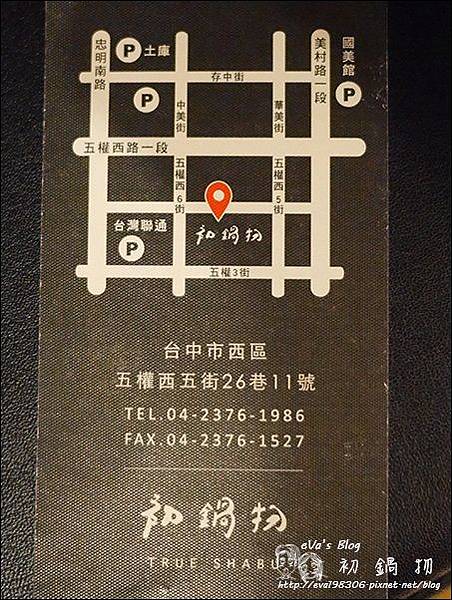 忠明南路
P 土庫
美村路一段
國美館
P
存中街
P
中美街
華美街
五權西路一段
五權西6街
五權西5街
台灣聯通
P
初鍋物
五權3街
台中市西區
五權西五街26巷11號
TEL.04-2376-1986
FAX.04-2376-1527
初鍋物
TRUE SHABU
eVa's Blog
初鍋物
http://eva198306.pixnet.net/blog